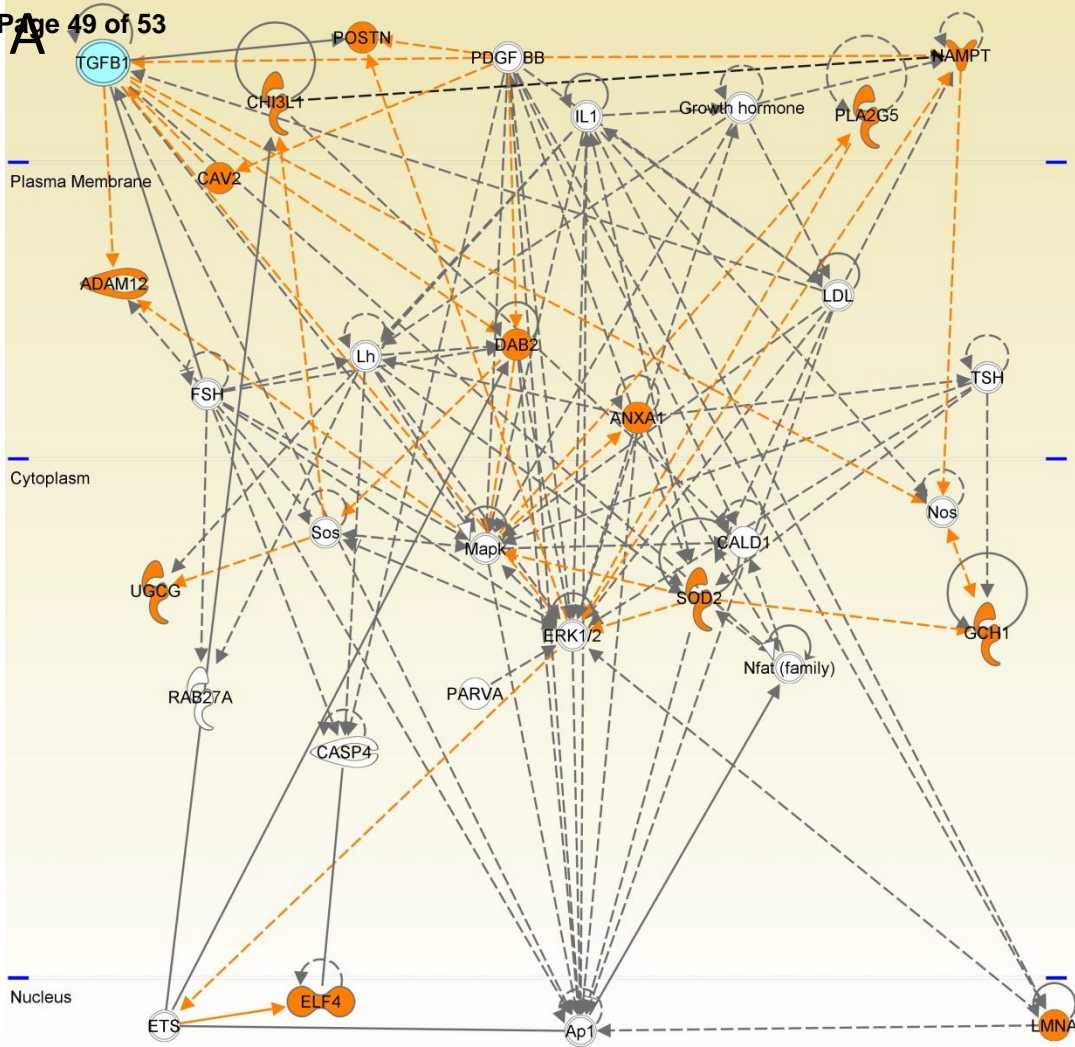 Page 49 of 53
A
TGFB1
POSTN
PDGF BB
NAMPT
CHI3L1
IL1
Growth hormone
PLA2G5
Plasma Membrane
CAV2
ADAM12
LDL
DAB2
Lh
FSH
TSH
ANXA1
Cytoplasm
Nos
Sos
Mapk
CALD1
UGCG
SOD2
ERK1/2
GCH1
Nfat (family)
RAB27A
PARVA
CASP4
Nucleus
ELF4
ETS
Ap1
LMNA